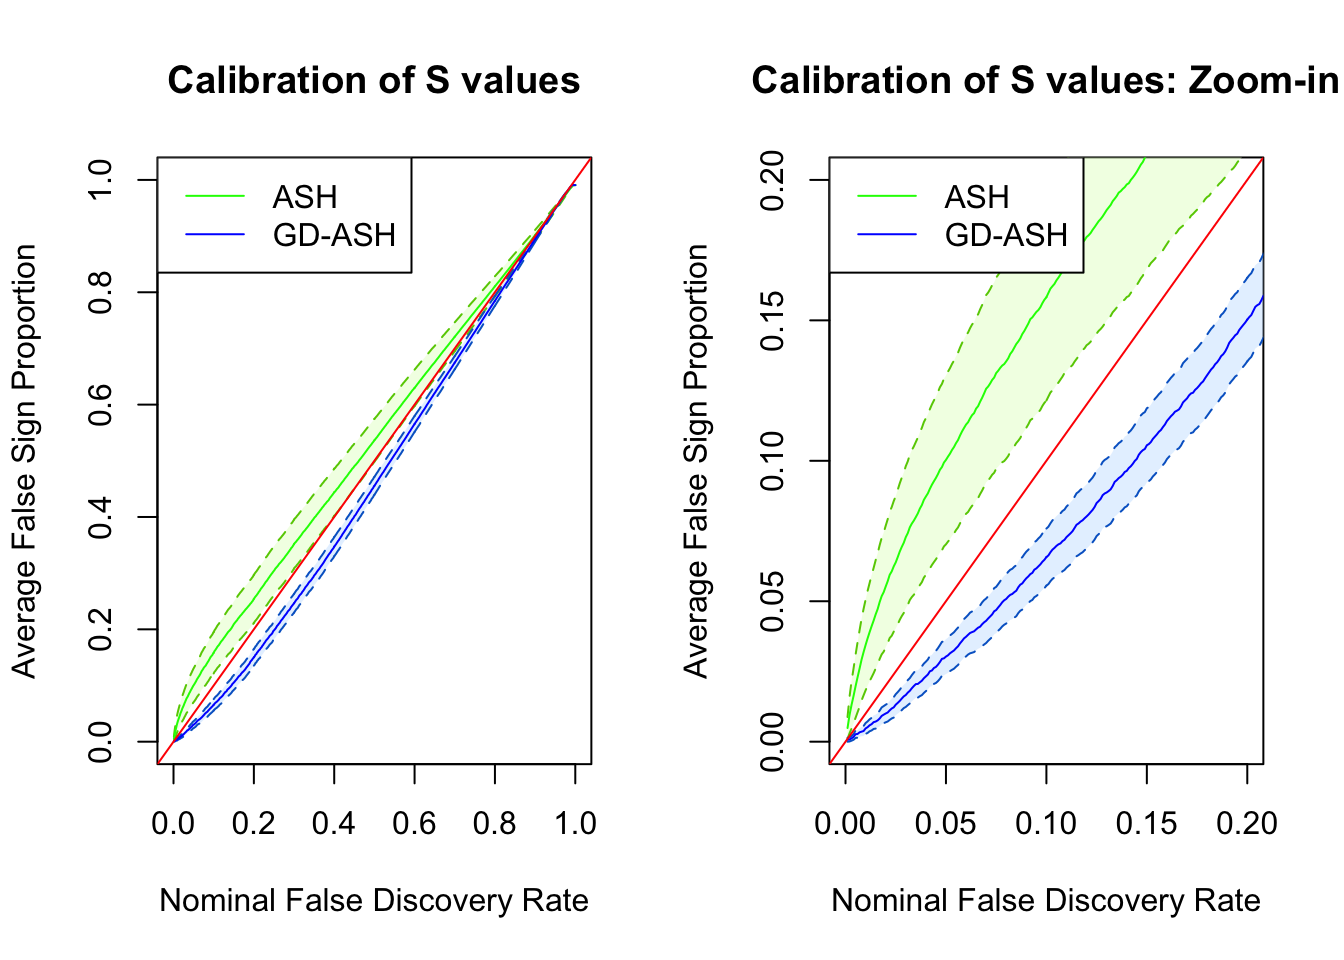 Calibration of S values
ASH
GD-ASH
Average False Sign Proportion
1.0
0.8
0.6
0.4
0.2
0.0
0.0 0.2 0.4 0.6 0.8 1.0
Nominal False Discovery Rate
Calibration of S values: Zoom-in
ASH
GD-ASH
Average False Sign Proportion
0.20
0.15
0.10
0.05
0.00
0.00 0.05 0.10 0.15 0.20
Nominal False Discovery Rate